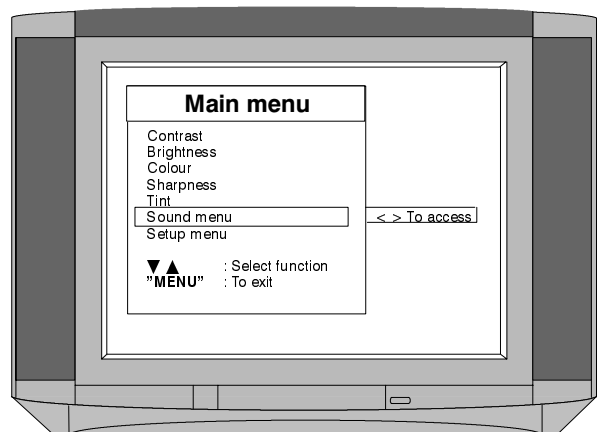 Main menu
Contrast
Brightness
Colour
Sharpness
Tint
Sound menu
< > To access
Setup menu
▼ ▲ : Select function
"MENU" : To exit